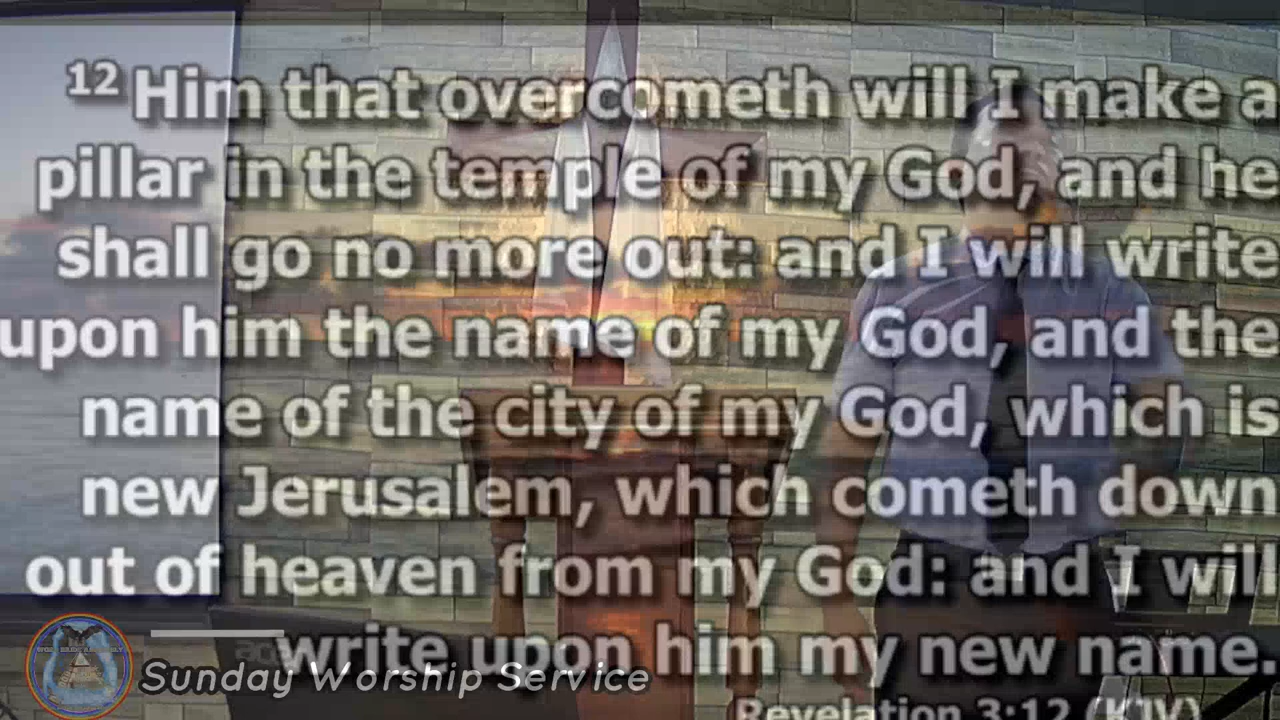 12 Him that overcometh will I make a
pillar in the temple of my God, and he
shall go no more out: and I will write
upon him the name of my God, and the
name of the city of my God, which is
new Jerusalem, which cometh down
out of heaven from my God: and I will
write upon him my new name.
Sunday Worship Service
Revelation 3:12 (KJV)